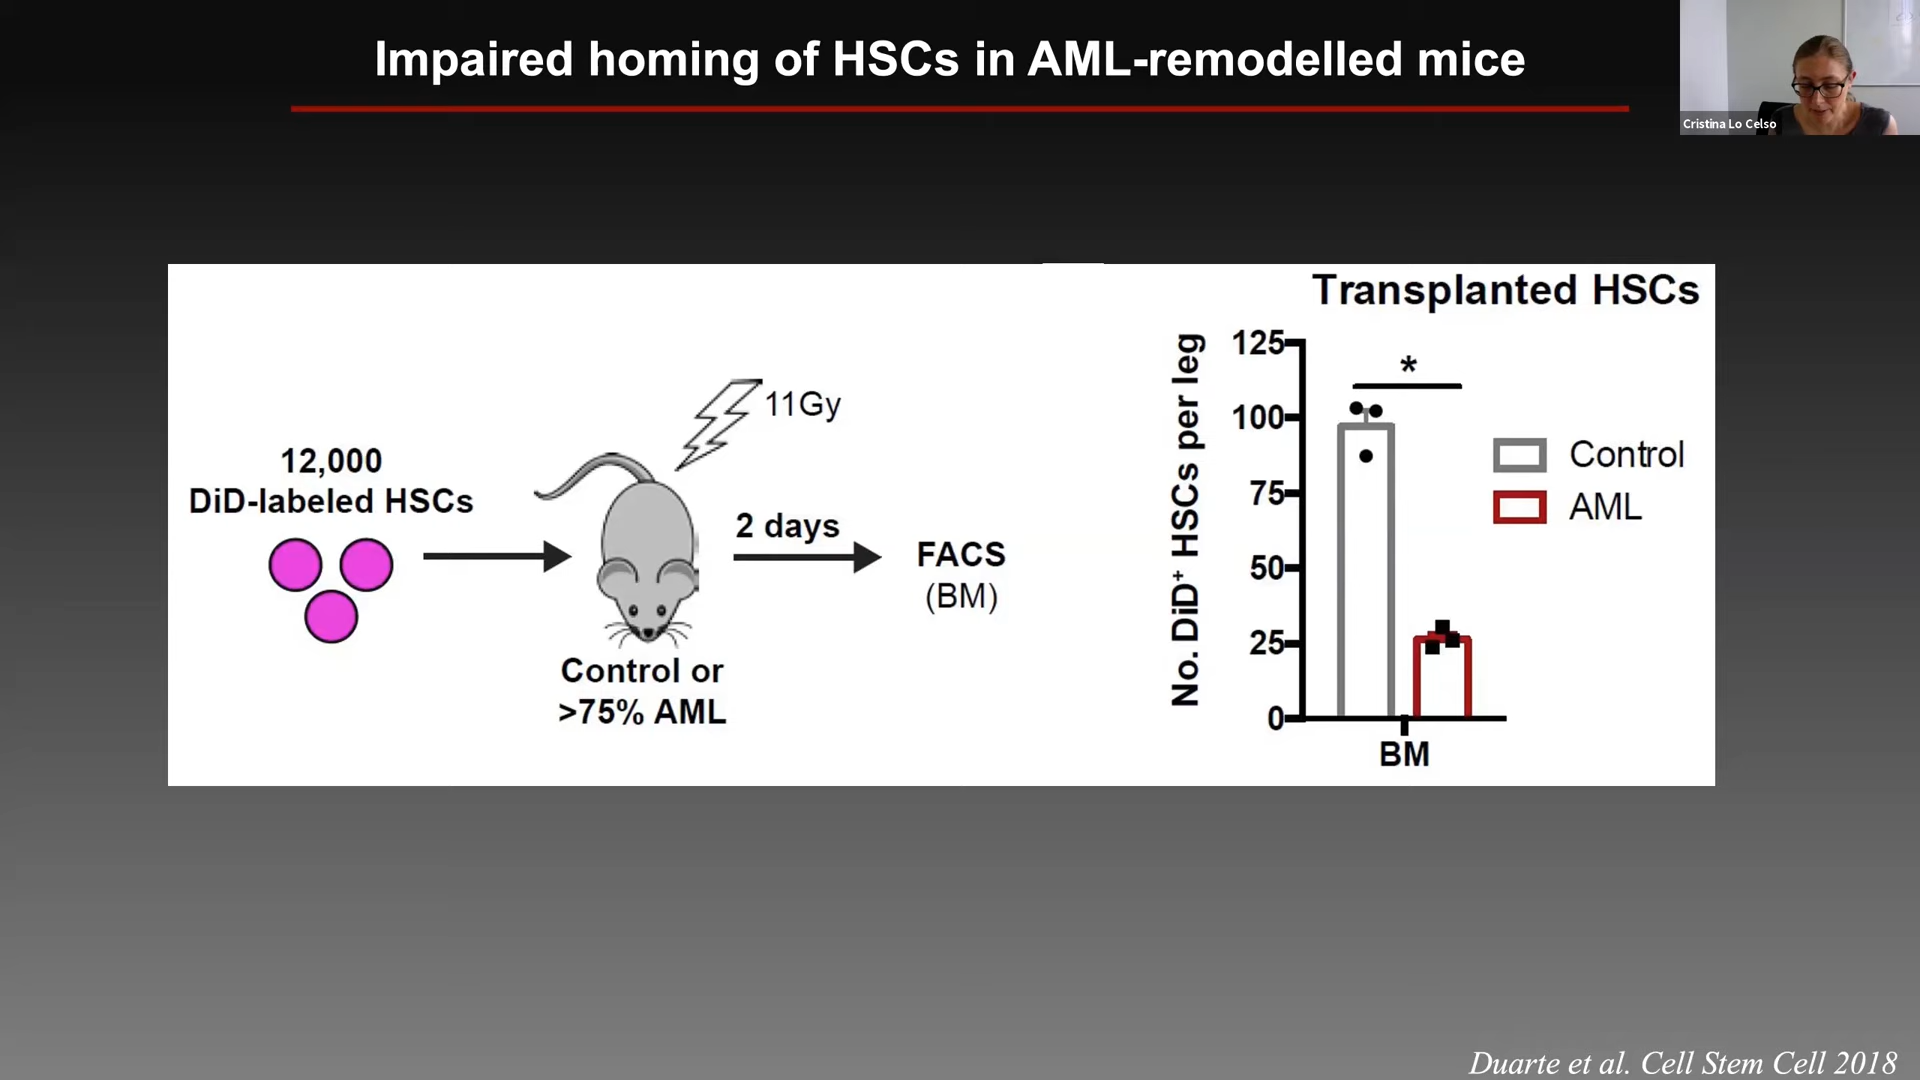 Impaired homing of HSCs in AML-remodelled mice
Cristina Lo Celso
12,000
DiD-labeled HSCs
11Gy
Control or
>75% AML
2 days
FACS
(BM)
Transplanted HSCs
No. DiD⁺ HSCs per leg
125
100
75
50
25
0
*
BM
Control
AML
Duarte et al. Cell Stem Cell 2018